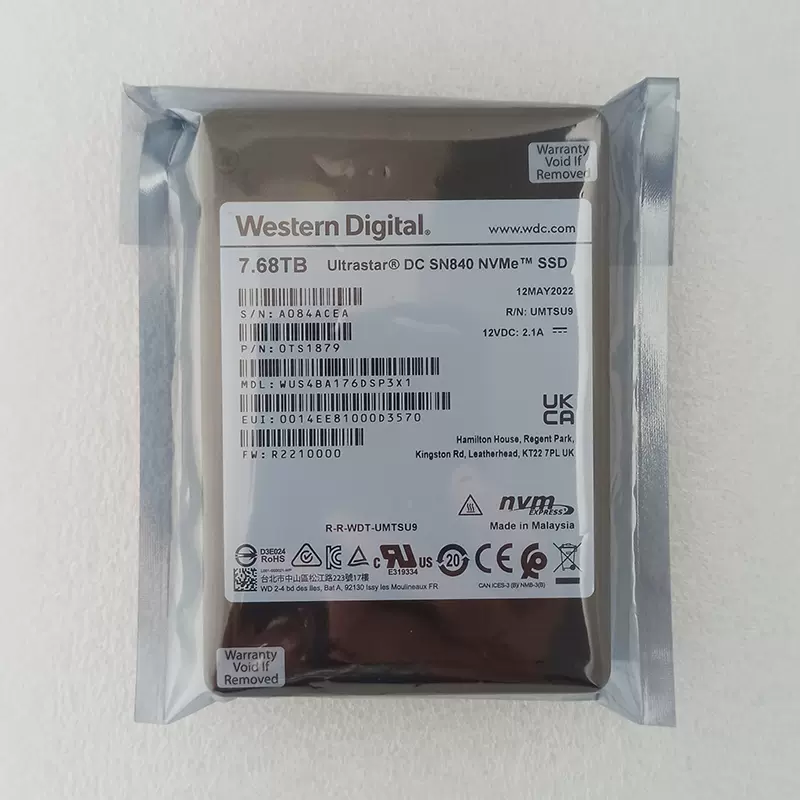 Warranty
Void If
Removed
Western Digital®
www.wdc.com
7.68TB
Ultrastar® DC SN840 NVMe™ SSD
12MAY2022
S/N: A084ACEA
R/N: UMTSU9
12VDC: 2.1A
P/N: 0TS1879
MDL: WUS4BA176DSP3X1
EUI: 0014EE81000D3570
FW: R2210000
UK
CA
Hamilton House, Regent Park,
Kingston Rd, Leatherhead, KT22 7PL UK
nvm
EXPRESS
R-R-WDT-UMTSU9
Made in Malaysia
D3E024
RoHS
c UL US
E319334
20
CE
台北市中山區松江路223號17樓
CAN ICES-3 (B)/ NMB-3(B)
WD 2-4 bd des Iles, Bat A, 92130 Issy les Moulineaux FR
Warranty
Void If
Removed